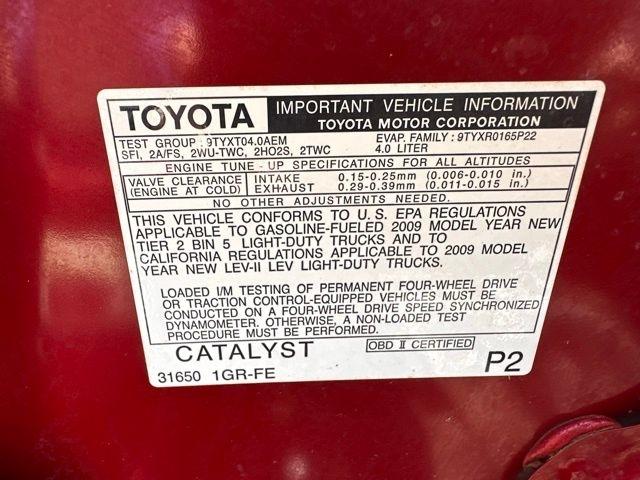 TOYOTA
IMPORTANT VEHICLE INFORMATION
TOYOTA MOTOR CORPORATION
TEST GROUP : 9TYXT04.0AEM
EVAP. FAMILY : 9TYXR0165P22
SFI, 2A/FS, 2WU-TWC, 2HO2S, 2TWC
4.0 LITER
ENGINE TUNE - UP SPECIFICATIONS FOR ALL ALTITUDES
VALVE CLEARANCE INTAKE 0.15-0.25mm (0.006-0.010 in.)
(ENGINE AT COLD) EXHAUST 0.29-0.39mm (0.011-0.015 in.)
NO OTHER ADJUSTMENTS NEEDED.
THIS VEHICLE CONFORMS TO U.S. EPA REGULATIONS
APPLICABLE TO GASOLINE-FUELED 2009 MODEL YEAR NEW
TIER 2 BIN 5 LIGHT-DUTY TRUCKS AND TO
CALIFORNIA REGULATIONS APPLICABLE TO 2009 MODEL
YEAR NEW LEV-II LEV LIGHT-DUTY TRUCKS.
LOADED I/M TESTING OF PERMANENT FOUR-WHEEL DRIVE
OR TRACTION CONTROL-EQUIPPED VEHICLES MUST BE
CONDUCTED ON A FOUR-WHEEL DRIVE SPEED SYNCHRONIZED
DYNAMOMETER. OTHERWISE, A NON-LOADED TEST
PROCEDURE MUST BE PERFORMED.
CATALYST
OBD II CERTIFIED
31650 1GR-FE
P2